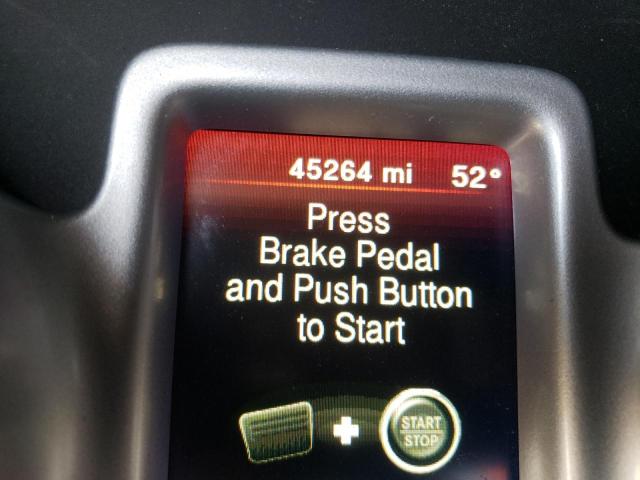 45264 mi 52°
Press
Brake Pedal
and Push Button
to Start
+
START
STOP